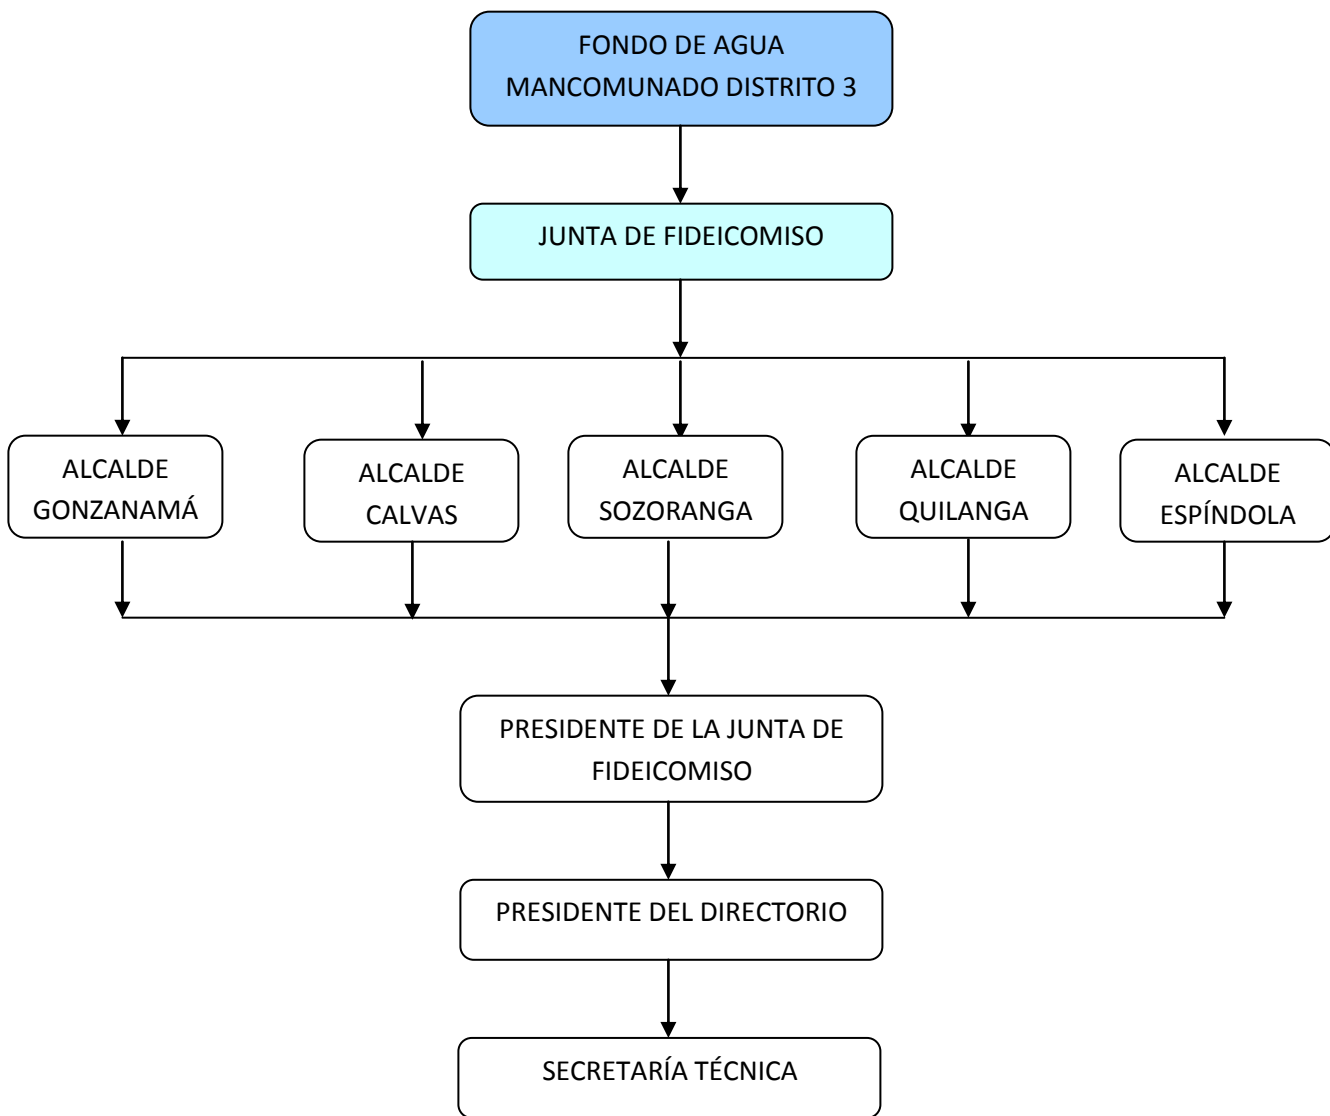 FONDO DE AGUA
MANCOMUNADO DISTRITO 3
JUNTA DE FIDEICOMISO
ALCALDE
GONZANAMÁ
ALCALDE
CALVAS
ALCALDE
SOZORANGA
ALCALDE
QUILANGA
ALCALDE
ESPÍNDOLA
PRESIDENTE DE LA JUNTA DE
FIDEICOMISO
PRESIDENTE DEL DIRECTORIO
SECRETARÍA TÉCNICA